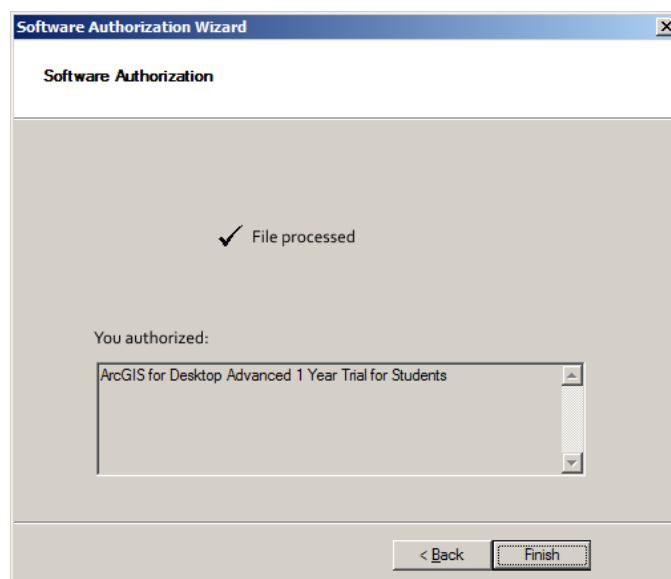 Software Authorization Wizard
Software Authorization
File processed
You authorized:
ArcGIS for Desktop Advanced 1 Year Trial for Students
< Back
Finish